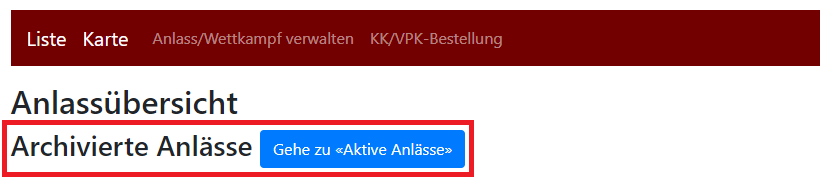 Liste Karte Anlass/Wettkampf verwalten KK/VPK-Bestellung
Anlassübersicht
Archivierte Anlässe Gehe zu «Aktive Anlässe»